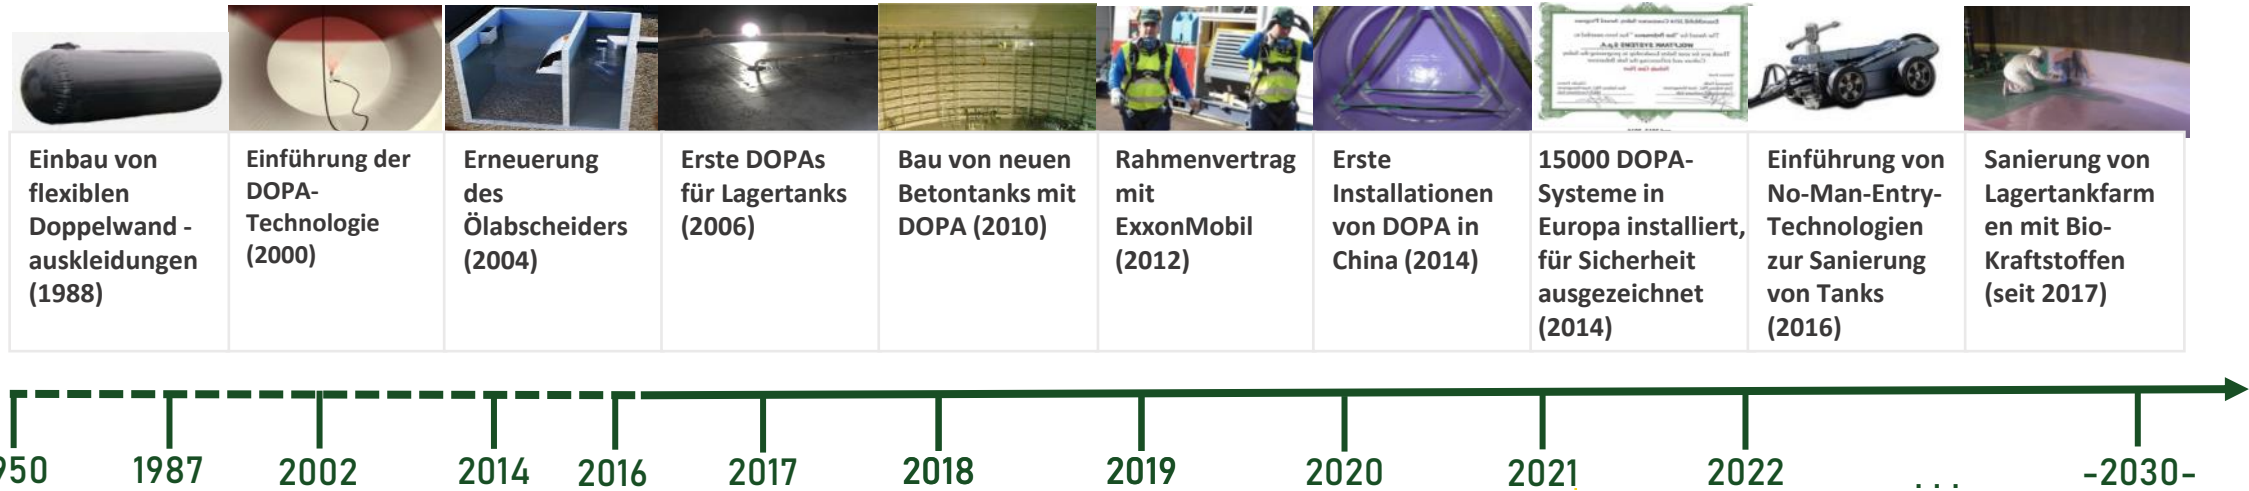 Einbau von
flexiblen
Doppelwand -
auskleidungen
(1988)
Einführung der
DOPA-
Technologie
(2000)
Erneuerung
des
Ölabscheiders
(2004)
Erste DOPAs
für Lagertanks
(2006)
Bau von neuen
Betontanks mit
DOPA (2010)
Rahmenvertrag
mit
ExxonMobil
(2012)
Erste
Installationen
von DOPA in
China (2014)
15000 DOPA-
Systeme in
Europa installiert,
für Sicherheit
ausgezeichnet
(2014)
Einführung von
No-Man-Entry-
Technologien
zur Sanierung
von Tanks
(2016)
Sanierung von
Lagertankfarm
en mit Bio-
Kraftstoffen
(seit 2017)
950 1987 2002 2014 2016 2017 2018 2019 2020 2021 2022 ... -2030-